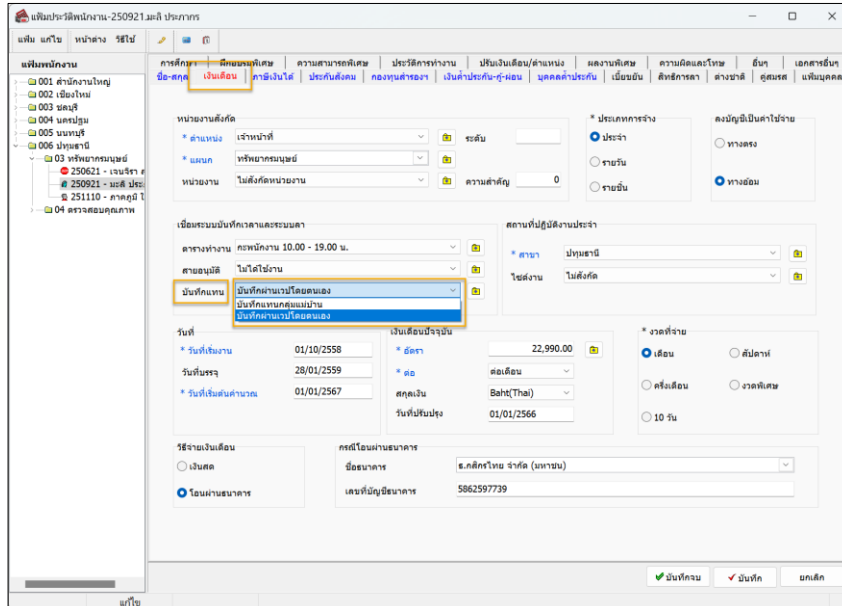 แฟ้มประวัติพนักงาน-250921.มะลิ ประภากร
แฟ้ม แก้ไข หน้าต่าง วิธีใช้
แฟ้มพนักงาน
001 สำนักงานใหญ่
002 เชียงใหม่
003 ชลบุรี
004 นครปฐม
005 นนทบุรี
006 ปทุมธานี
03 ทรัพยากรมนุษย์
250621 - เจนจิรา
250921 - มะลิ ประ
251110 - ภาคภูมิ
04 ตรวจสอบคุณภาพ
การศึกษา ฝึกอบรมพิเศษ ความสามารถพิเศษ ประวัติการทำงาน ปรับเงินเดือน/ตำแหน่ง ผลงานพิเศษ ความผิดและโทษ อื่นๆ เอกสารอื่นๆ
ชื่อ-สกุล เงินเดือน ภาษีเงินได้ ประกันสังคม กองทุนสำรองฯ เงินค้ำประกัน-กู้-ผ่อน บุคคลค้ำประกัน เบี้ยขยัน สิทธิการลา ต่างชาติ คู่สมรส แฟ้มบุคคล
หน่วยงานสังกัด
* ตำแหน่ง เจ้าหน้าที่ ระดับ
* แผนก ทรัพยากรมนุษย์
หน่วยงาน ไม่สังกัดหน่วยงาน ความสำคัญ 0
* ประเภทการจ้าง
ประจำ
รายวัน
รายชิ้น
ลงบัญชีเป็นค่าใช้จ่าย
ทางตรง
ทางอ้อม
เชื่อมระบบบันทึกเวลาและระบบลา
ตารางทำงาน กะพนักงาน 10.00 - 19.00 น.
สายอนุมัติ ไม่ได้ใช้งาน
บันทึกแทน บันทึกผ่านเวปโดยตนเอง
บันทึกแทนกลุ่มแม่บ้าน
บันทึกผ่านเวปโดยตนเอง
สถานที่ปฏิบัติงานประจำ
* สาขา ปทุมธานี
ไซต์งาน ไม่สังกัด
วันที่
* วันที่เริ่มงาน 01/10/2558
วันที่บรรจุ 28/01/2559
* วันที่เริ่มต้นคำนวณ 01/01/2567
เงินเดือนปัจจุบัน
* อัตรา 22,990.00
* ต่อ ต่อเดือน
สกุลเงิน Baht(Thai)
วันที่ปรับปรุง 01/01/2566
* งวดที่จ่าย
เดือน สัปดาห์
ครึ่งเดือน งวดพิเศษ
10 วัน
วิธีจ่ายเงินเดือน
เงินสด
โอนผ่านธนาคาร
กรณีโอนผ่านธนาคาร
ชื่อธนาคาร ธ.กสิกรไทย จำกัด (มหาชน)
เลขที่บัญชีธนาคาร 5862597739
บันทึกจบ บันทึก ยกเลิก
แก้ไข